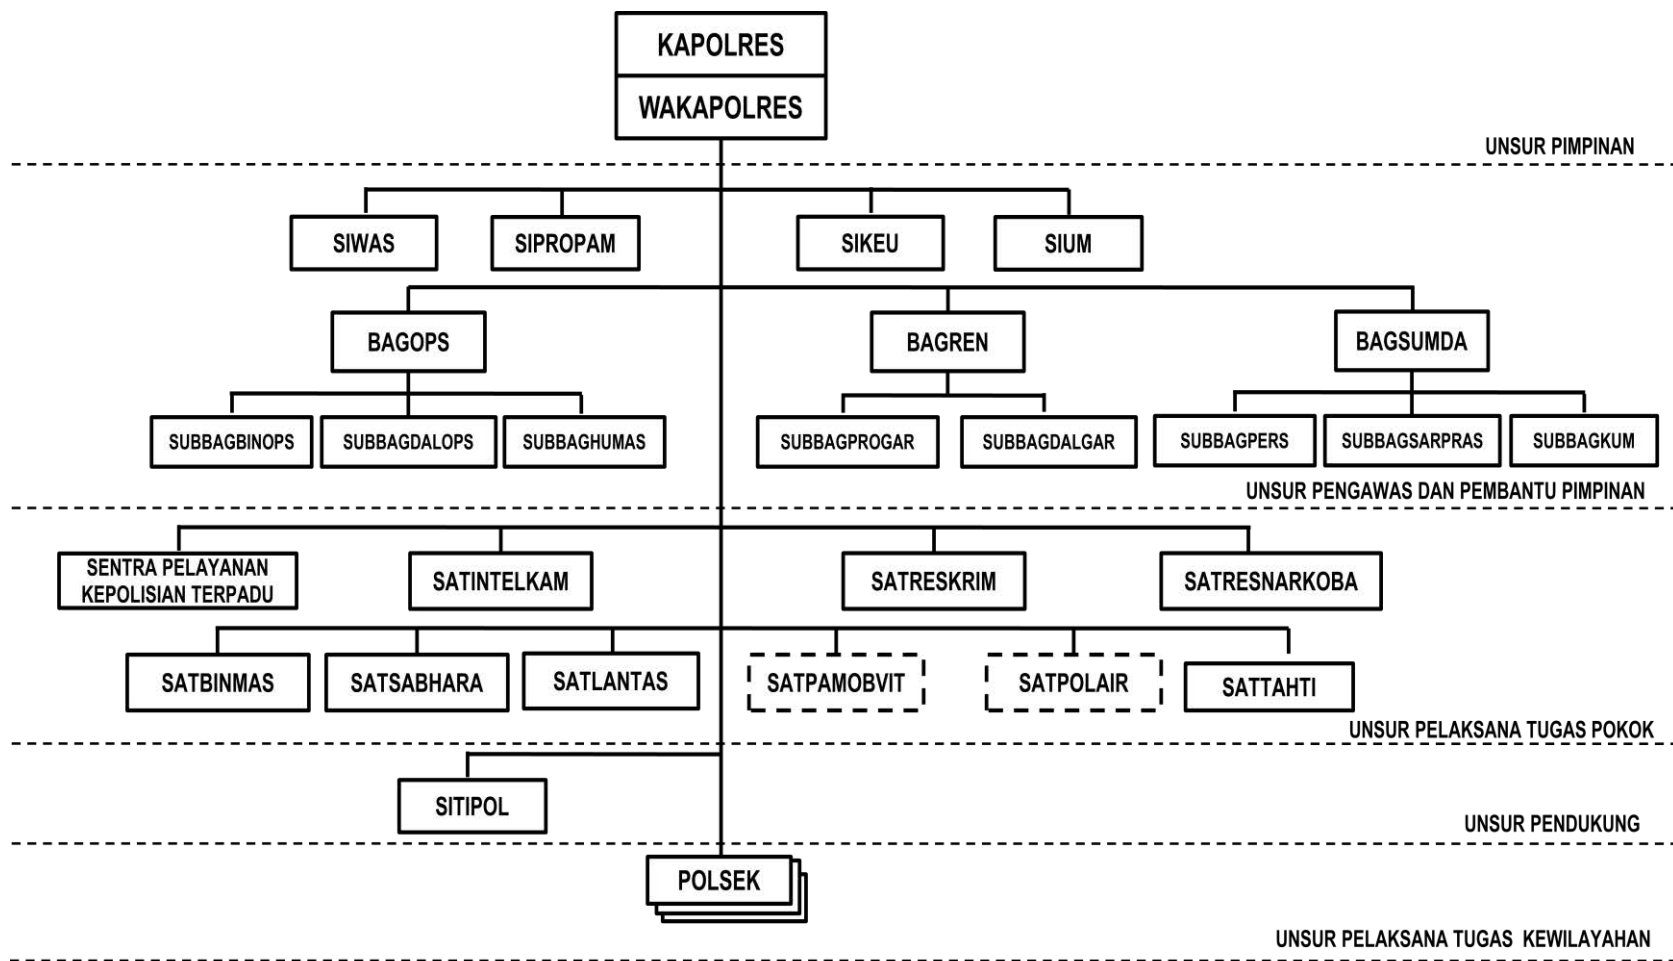 KAPOLRES
WAKAPOLRES
UNSUR PIMPINAN
SIWAS
SIPROPAM
SIKEU
SIUM
BAGOPS
BAGREN
BAGSUMDA
SUBBAGBINOPS
SUBBAGDALOPS
SUBBAGHUMAS
SUBBAGPROGAR
SUBBAGDALGAR
SUBBAGPERS
SUBBAGSARPRAS
SUBBAGKUM
UNSUR PENGAWAS DAN PEMBANTU PIMPINAN
SENTRA PELAYANAN
KEPOLISIAN TERPADU
SATINTELKAM
SATRESKRIM
SATRESNARKOBA
SATBINMAS
SATSABHARA
SATLANTAS
SATPAMOBVIT
SATPOLAIR
SATTAHTI
UNSUR PELAKSANA TUGAS POKOK
SITIPOL
UNSUR PENDUKUNG
POLSEK
UNSUR PELAKSANA TUGAS KEWILAYAHAN